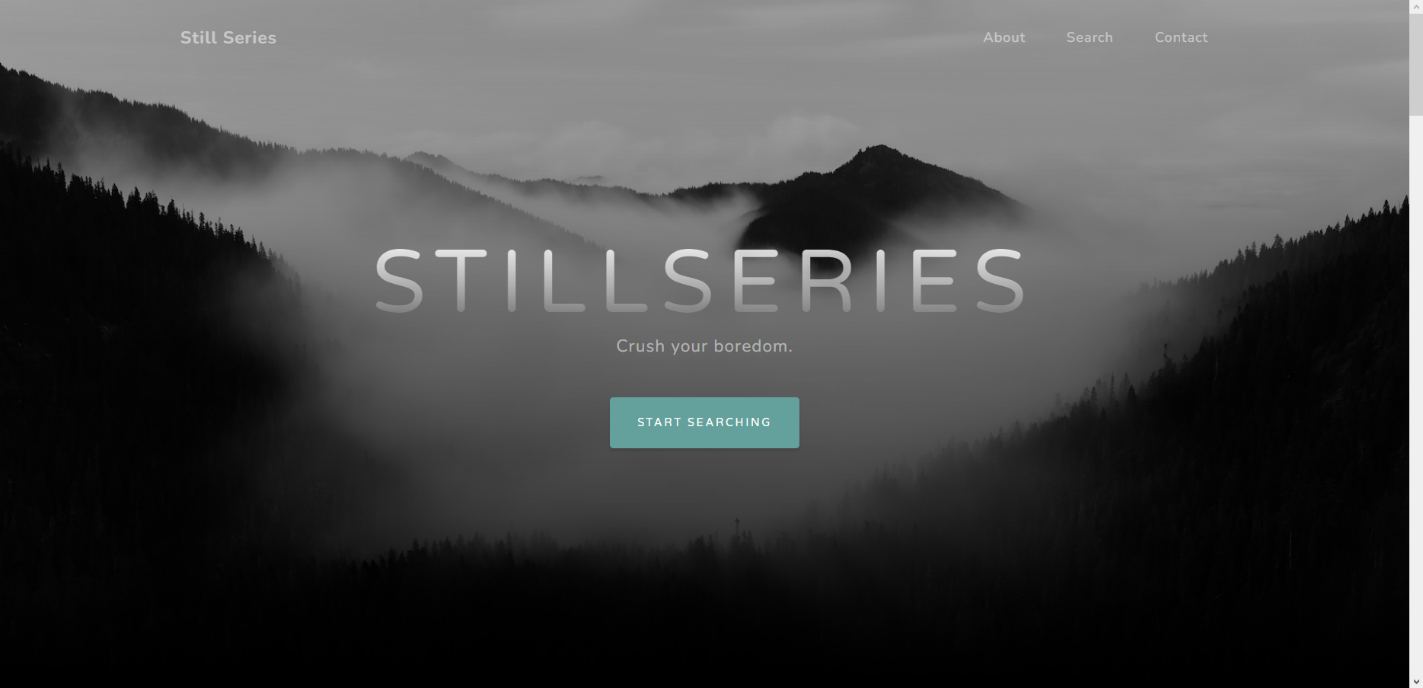 Still Series
About
Search
Contact
STILLSERIES
Crush your boredom.
START SEARCHING